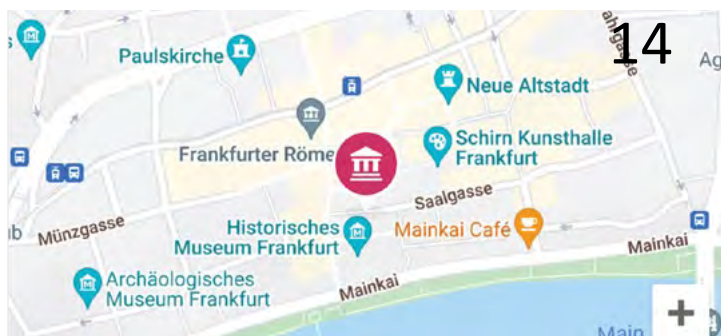 14
Paulskirche
Neue Altstadt
Frankfurter Röme
Schirn Kunsthalle
Frankfurt
Saalgasse
Münzgasse
Historisches
Museum Frankfurt
Mainkai Café
Mainkai
Archäologisches
Museum Frankfurt
Mainkai
Main
+